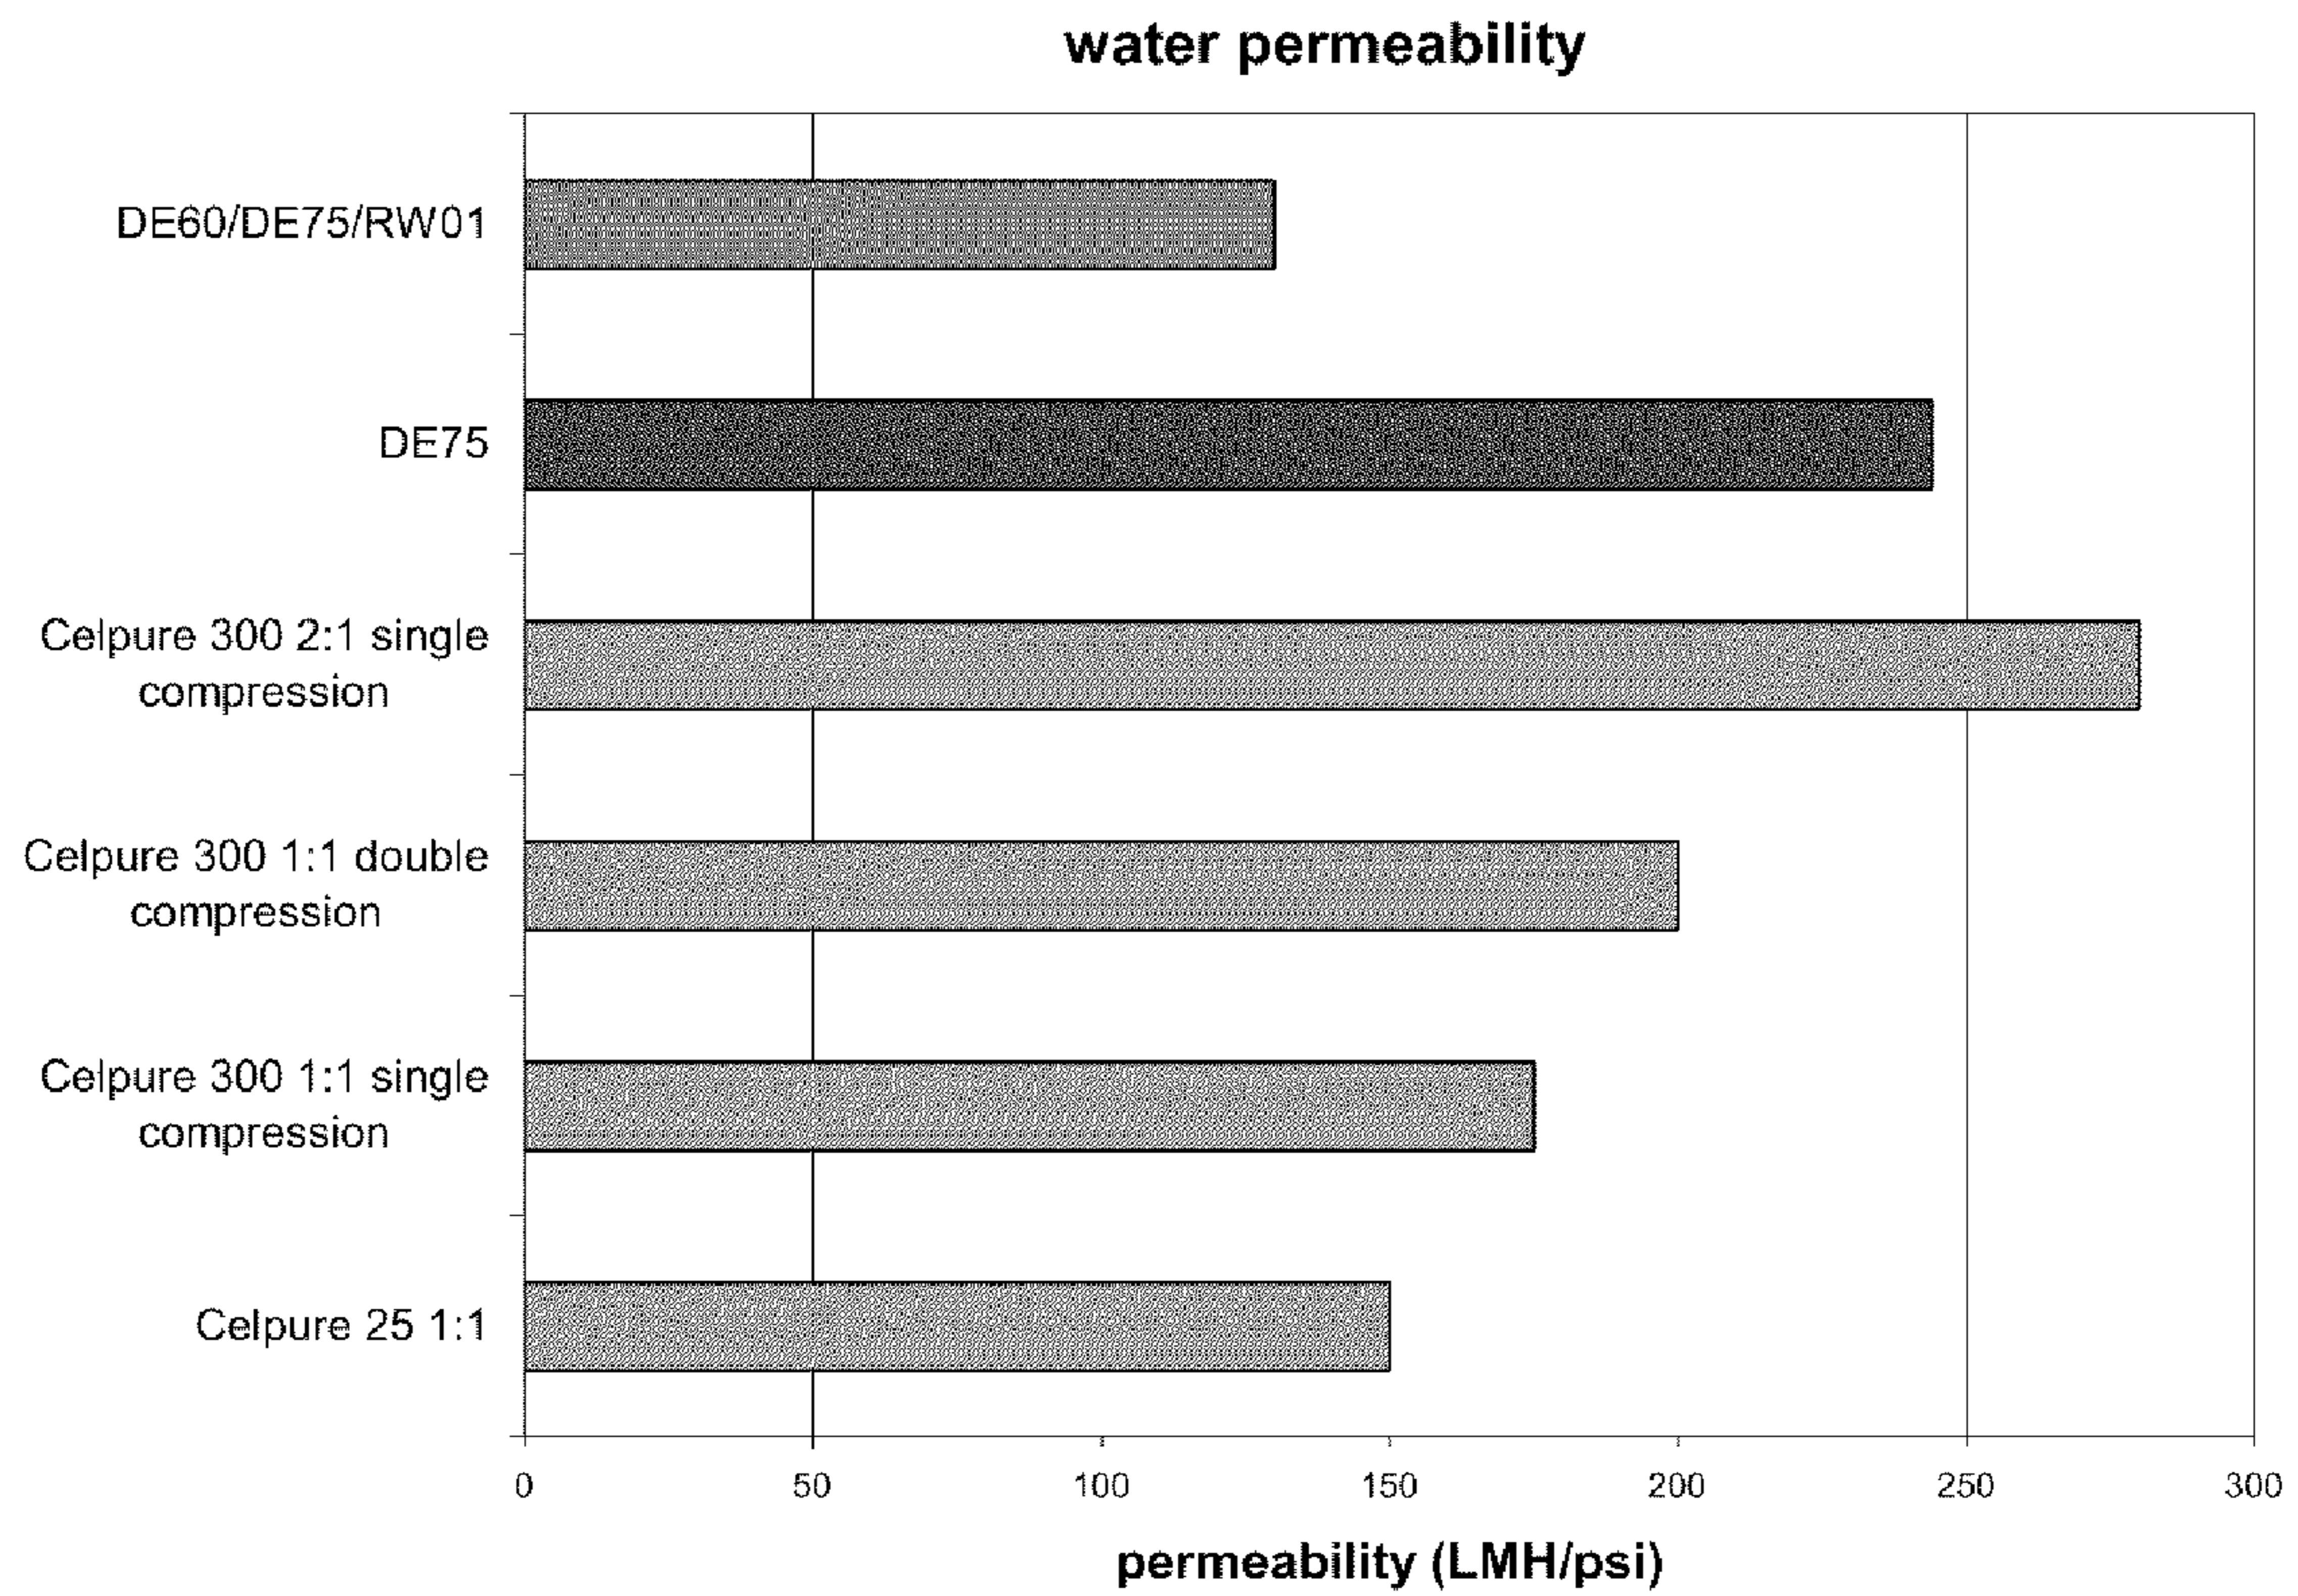 water permeability
DE60/DE75/RW01
DE75
Celpure 300 2:1 single
compression
Celpure 300 1:1 double
compression
Celpure 300 1:1 single
compression
Celpure 25 1:1
0 50 100 150 200 250 300
permeability (LMH/psi)